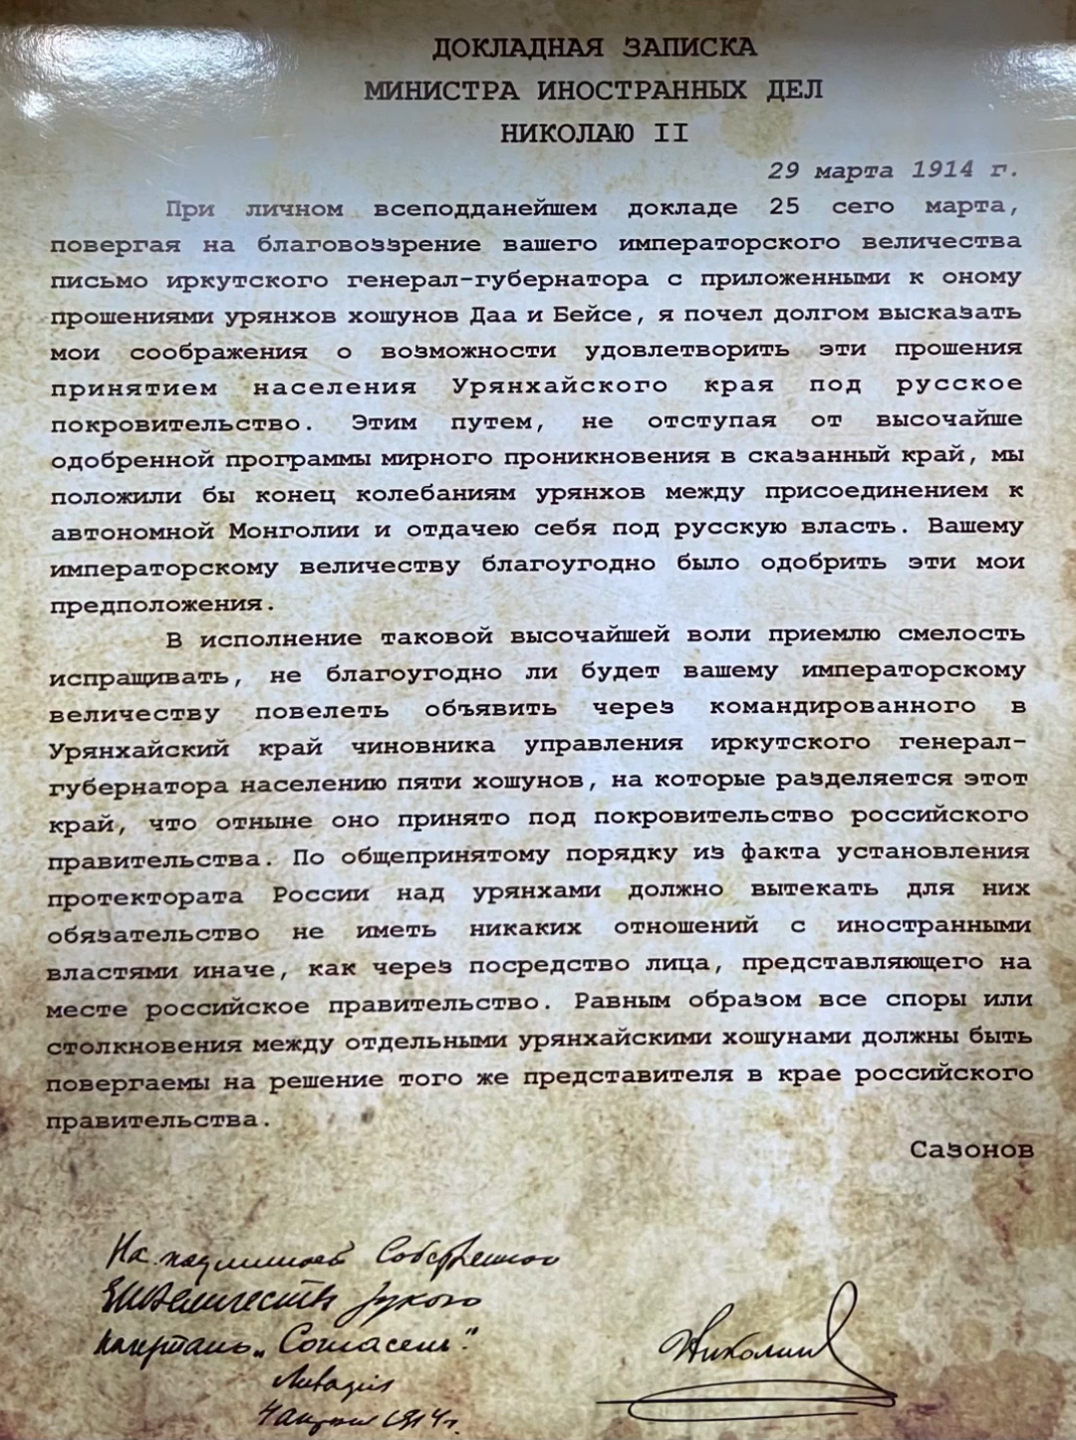 ДОКЛАДНАЯ ЗАПИСКА
МИНИСТРА ИНОСТРАННЫХ ДЕЛ
НИКОЛАЮ II
29 марта 1914 г.
При личном всеподданейшем докладе 25 сего марта,
повергая на благовоззрение вашего императорского величества
письмо иркутского генерал-губернатора с приложенными к оному
прошениями урянхов хошунов Даа и Бейсе, я почел долгом высказать
мои соображения о возможности удовлетворить эти прошения
принятием населения Урянхайского края под русское
покровительство. Этим путем, не отступая от высочайше
одобренной программы мирного проникновения в сказанный край, мы
положили бы конец колебаниям урянхов между присоединением к
автономной Монголии и отдачею себя под русскую власть. Вашему
императорскому величеству благоугодно было одобрить эти мои
предположения.
В исполнение таковой высочайшей воли приемлю смелость
испращивать, не благоугодно ли будет вашему императорскому
величеству повелеть объявить через командированного в
Урянхайский край чиновника управления иркутского генерал-
губернатора населению пяти хошунов, на которые разделяется этот
край, что отныне оно принято под покровительство российского
правительства. По общепринятому порядку из факта установления
протектората России над урянхами должно вытекать для них
обязательство не иметь никаких отношений с иностранными
властями иначе, как через посредство лица, представляющего на
месте российское правительство. Равным образом все споры или
столкновения между отдельными урянхайскими хошунами должны быть
повергаемы на решение того же представителя в крае российского
правительства.
Сазонов
На подлинной Собственною
Е.И.Величества рукою
начертано „Согласен".
Ливадия
4 апреля 1914 г.
Николай